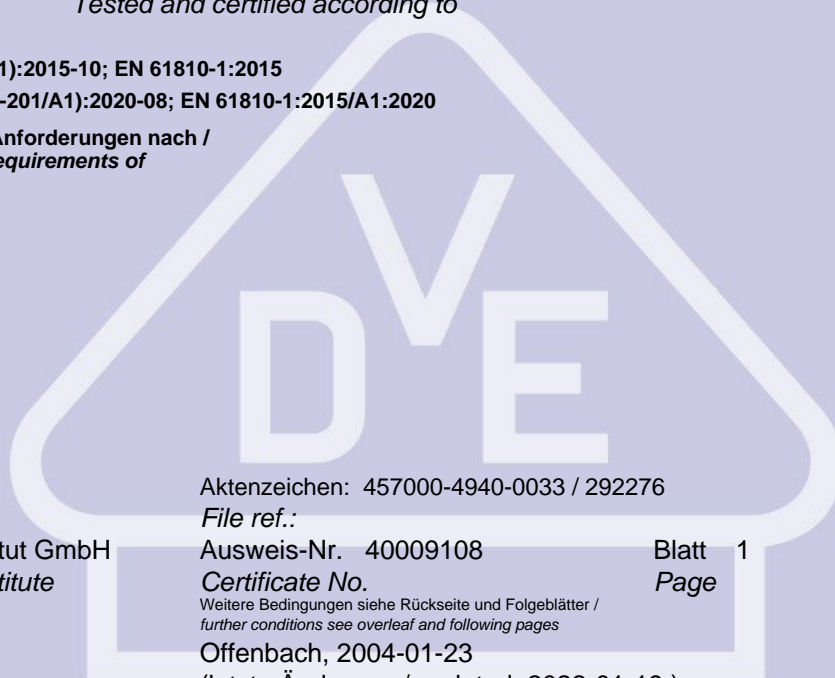 Tested and certified according to
1):2015-10; EN 61810-1:2015
-201/A1):2020-08; EN 61810-1:2015/A1:2020
Anforderungen nach /
equirements of
VDE
Aktenzeichen: 457000-4940-0033 / 292276
File ref.:
tut GmbH Ausweis-Nr. 40009108 Blatt 1
titute Certificate No. Page
Weitere Bedingungen siehe Rückseite und Folgeblätter /
further conditions see overleaf and following pages
Offenbach, 2004-01-23